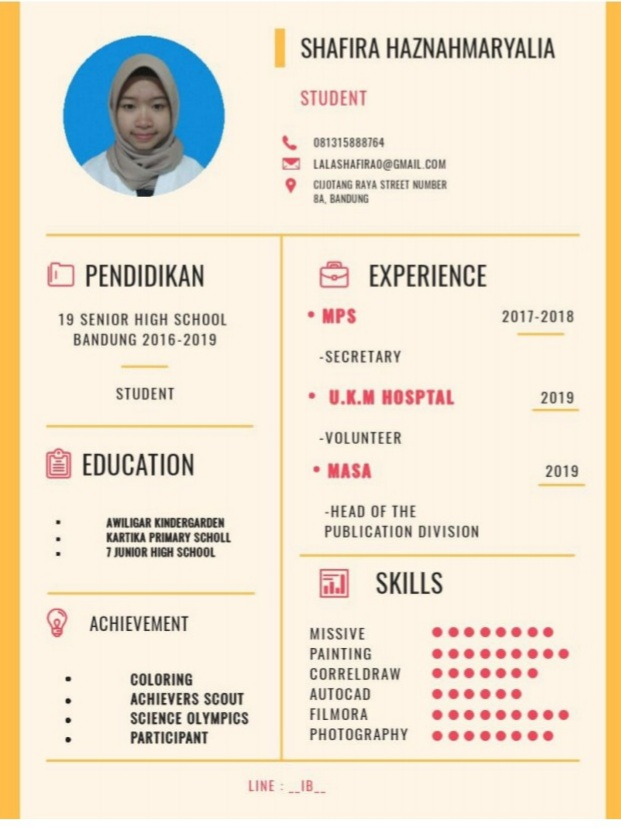 SHAFIRA HAZNAHMARYALIA
STUDENT
081315888764
LALASHAFIRA0@GMAIL.COM
CIJOTANG RAYA STREET NUMBER
8A, BANDUNG
PENDIDIKAN
19 SENIOR HIGH SCHOOL
BANDUNG 2016-2019
STUDENT
EDUCATION
• AWILIGAR KINDERGARDEN
• KARTIKA PRIMARY SCHOLL
• 7 JUNIOR HIGH SCHOOL
ACHIEVEMENT
• COLORING
• ACHIEVERS SCOUT
• SCIENCE OLYMPICS
• PARTICIPANT
EXPERIENCE
• MPS 2017-2018
-SECRETARY
• U.K.M HOSPTAL 2019
-VOLUNTEER
• MASA 2019
-HEAD OF THE
PUBLICATION DIVISION
SKILLS
MISSIVE
PAINTING
CORRELDRAW
AUTOCAD
FILMORA
PHOTOGRAPHY
LINE : __IB__